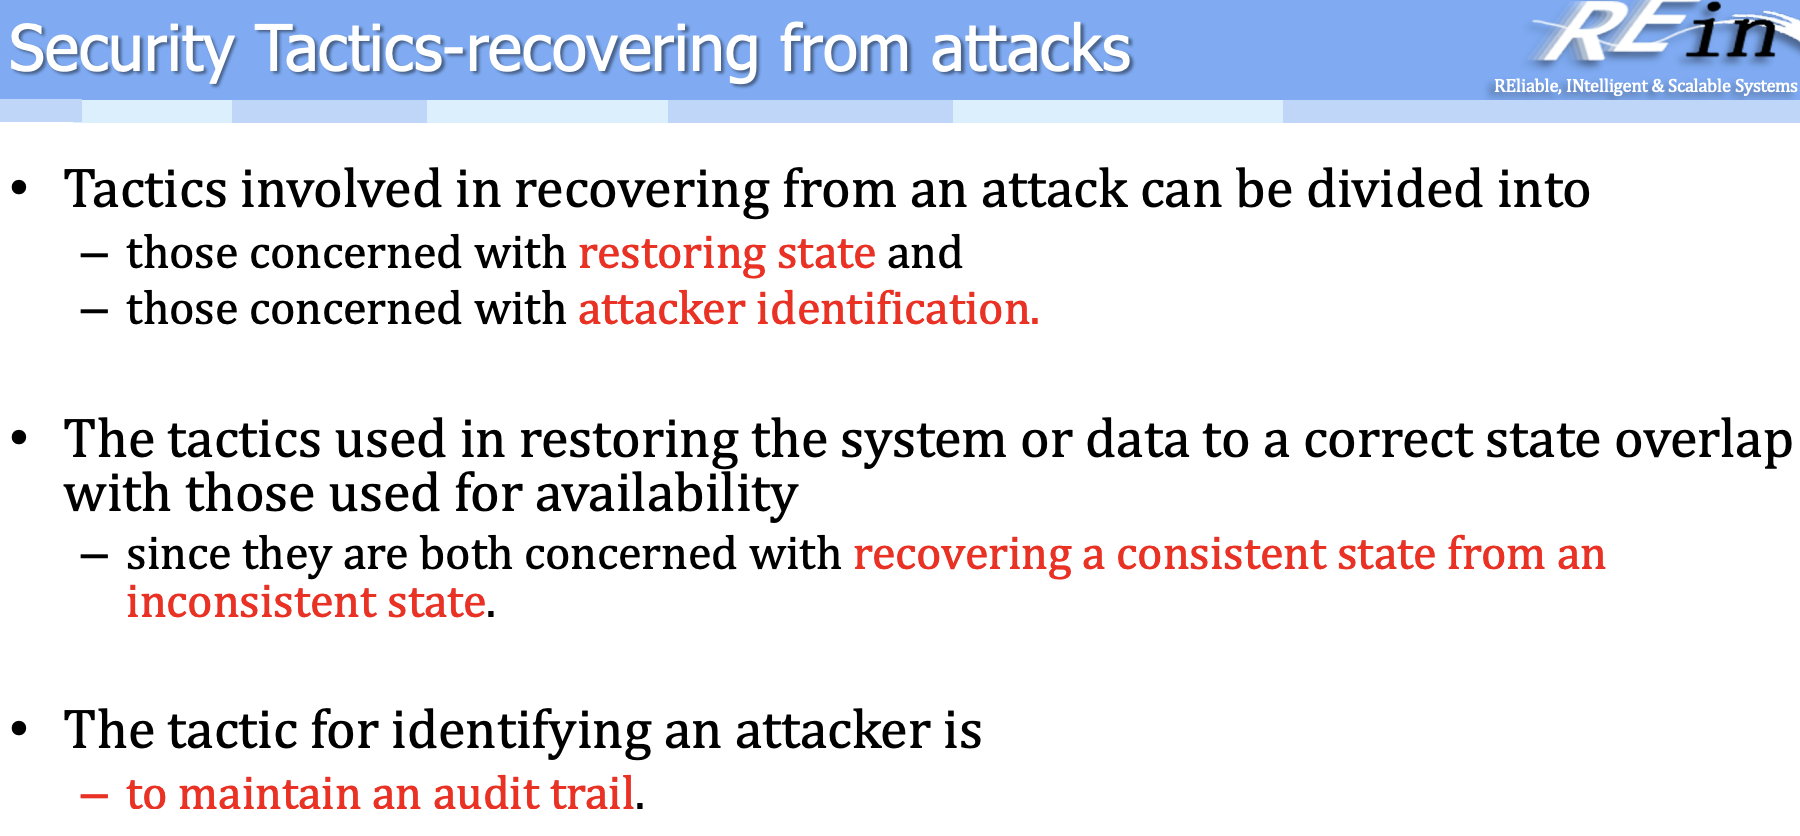 Security Tactics-recovering from attacks
REin
REliable, INtelligent & Scalable Systems
• Tactics involved in recovering from an attack can be divided into
– those concerned with restoring state and
– those concerned with attacker identification.
• The tactics used in restoring the system or data to a correct state overlap
with those used for availability
– since they are both concerned with recovering a consistent state from an
inconsistent state.
• The tactic for identifying an attacker is
– to maintain an audit trail.